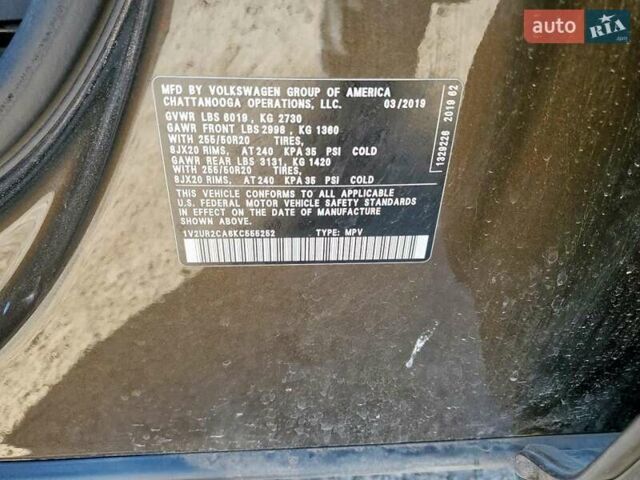 auto RIA
.com
MFD BY VOLKSWAGEN GROUP OF AMERICA
CHATTANOOGA OPERATIONS, LLC. 03/2019
GVWR LBS 6019, KG 2730
GAWR FRONT LBS 2998, KG 1360
WITH 255/50R20 TIRES,
8JX20 RIMS, AT 240 KPA 35 PSI COLD
GAWR REAR LBS 3131, KG 1420
WITH 255/50R20 TIRES,
8JX20 RIMS, AT 240 KPA 35 PSI COLD
THIS VEHICLE CONFORMS TO ALL APPLICABLE
U.S. FEDERAL MOTOR VEHICLE SAFETY STANDARDS
IN EFFECT ON THE DATE OF MANUFACTURE
SHOWN ABOVE.
1V2UR2CA6KC555252 TYPE: MPV
1329226 2019 62